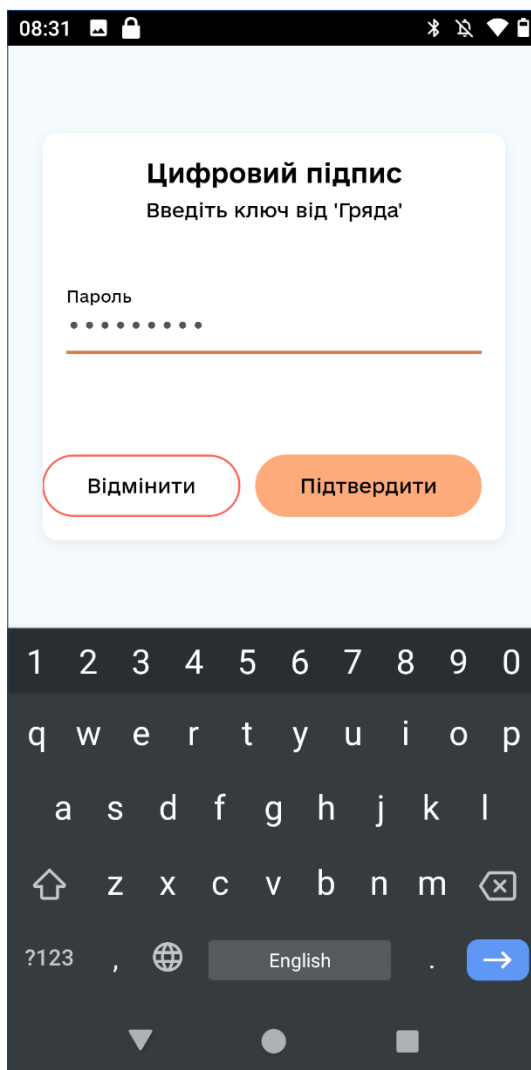 08:31
Цифровий підпис
Введіть ключ від 'Гряда'
Пароль
•••••••••
Відмінити Підтвердити
1 2 3 4 5 6 7 8 9 0
q w e r t y u i o p
a s d f g h j k l
z x c v b n m
?123 , English .